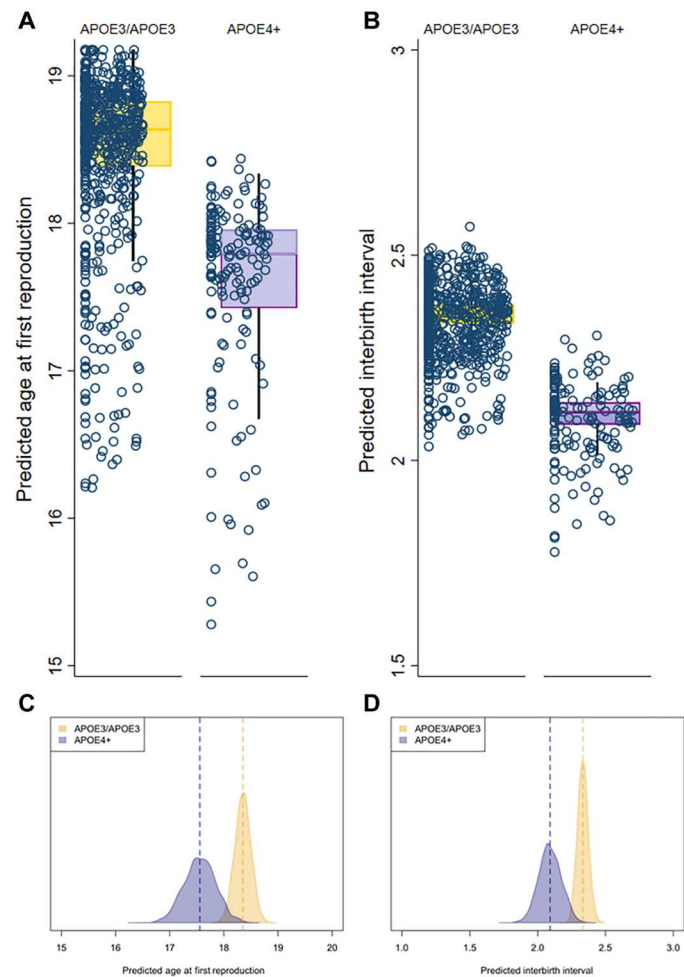 A
APOE3/APOE3
APOE4+
Predicted age at first reproduction
19
18
17
16
15
B
APOE3/APOE3
APOE4+
Predicted interbirth interval
3
2.5
2
1.5
C
APOE3/APOE3
APOE4+
15 16 17 18 19 20
Predicted age at first reproduction
D
APOE3/APOE3
APOE4+
1.0 1.5 2.0 2.5 3.0
Predicted interbirth interval